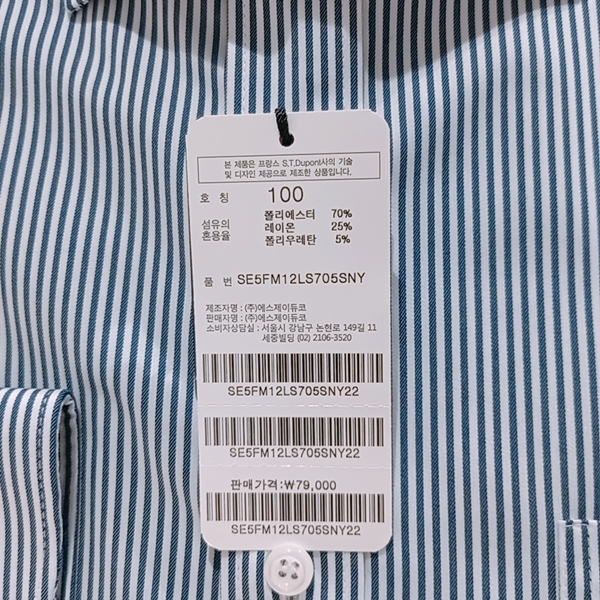 본 제품은 프랑스 S.T.Dupont사의 기술
및 디자인 제공으로 제조한 상품입니다.
호 칭 100
섬유의 혼용율
폴리에스터 70%
레이온 25%
폴리우레탄 5%
품 번 SE5FM12LS705SNY
제조자명 : (주)에스제이듀코
판매자명 : (주)에스제이듀코
소비자상담실 : 서울시 강남구 논현로 149길 11
세중빌딩 (02) 2106-3520
SE5FM12LS705SNY22
SE5FM12LS705SNY22
판매가격:₩79,000
SE5FM12LS705SNY22